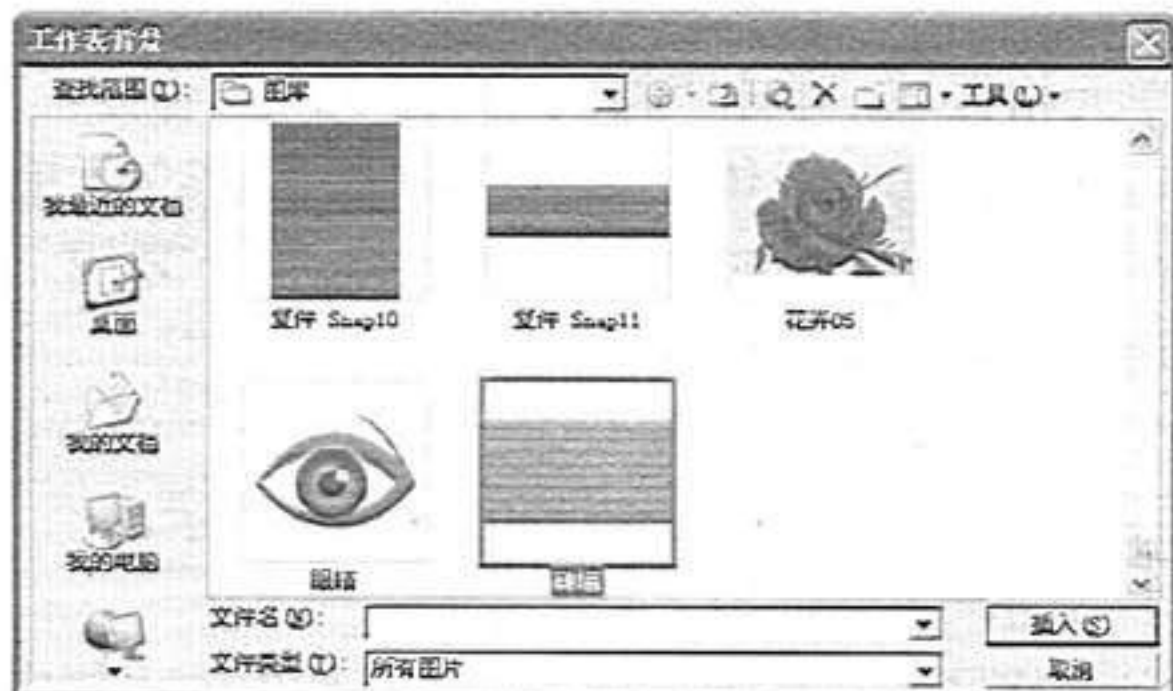 工作表背景
查找范围(I): 图库 工具(L)
我最近的文档
桌面
我的文档
我的电脑
复件 Snap10 复件 Snap11 花卉05
眼睛 图片
文件名(N): 插入(S)
文件类型(T): 所有图片 取消